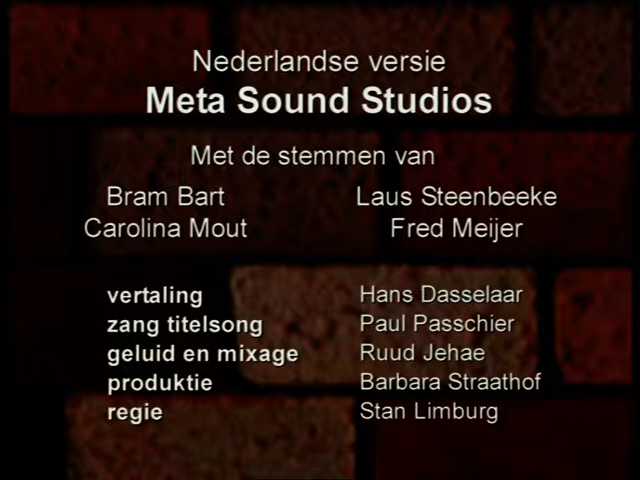 Nederlandse versie
Meta Sound Studios
Met de stemmen van
Bram Bart Laus Steenbeeke
Carolina Mout Fred Meijer
vertaling Hans Dasselaar
zang titelsong Paul Passchier
geluid en mixage Ruud Jehae
produktie Barbara Straathof
regie Stan Limburg